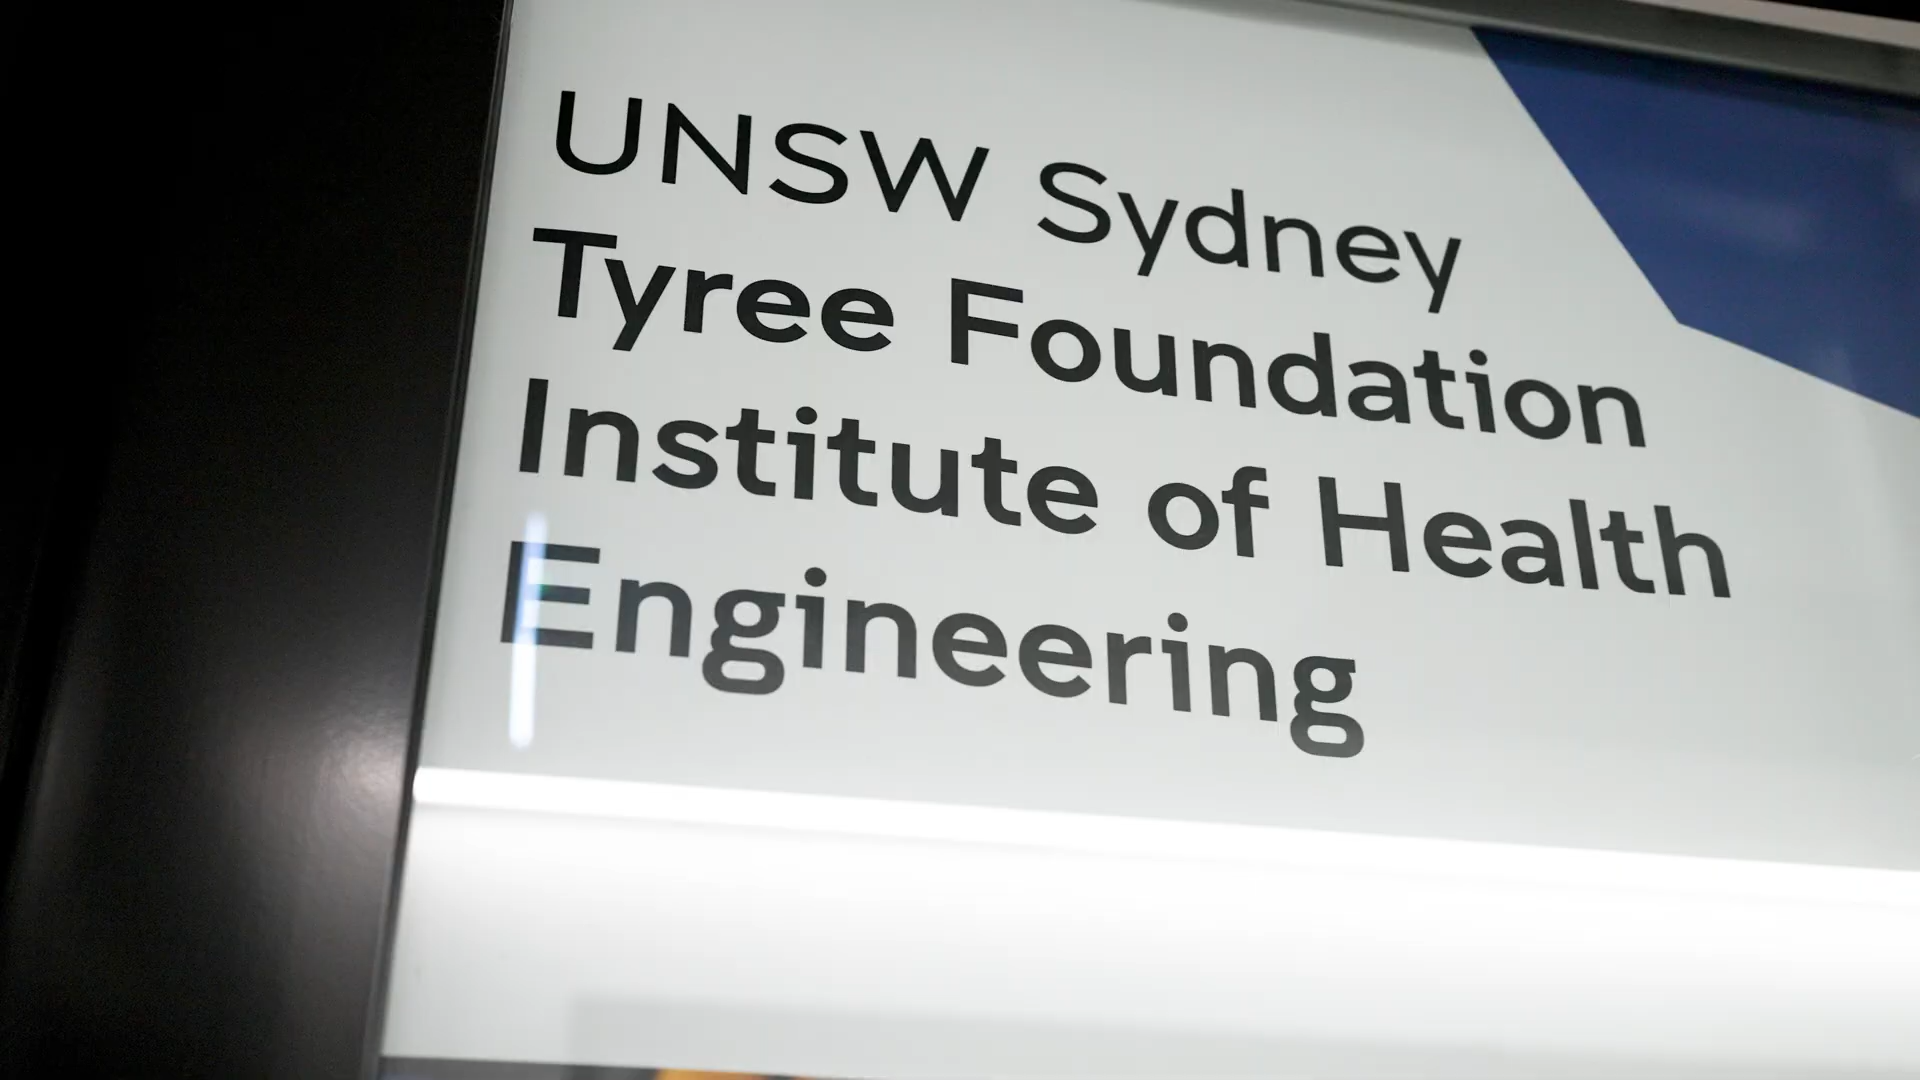 UNSW Sydney
Tyree Foundation
Institute of Health
Engineering